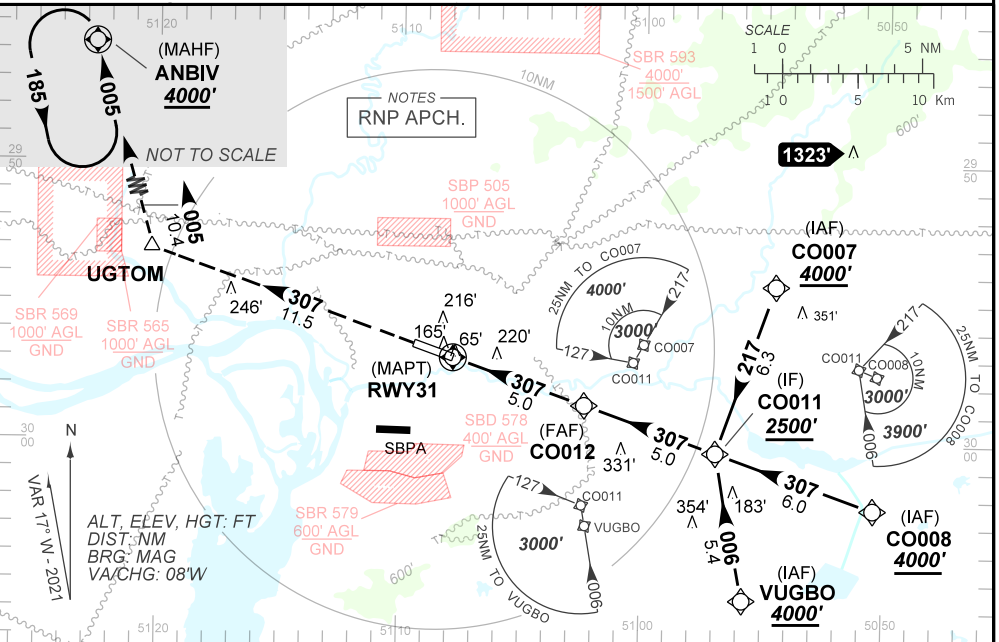 51 20
51 10
51 00
50 50
(MAHF)
ANBIV
4000'
185
005
NOT TO SCALE
NOTES
RNP APCH.
10NM
SBR 593
4000'
1500' AGL
SCALE
1 0 5 NM
1 0 5 10 Km
600'
1323'
29
50
29
50
SBP 505
1000' AGL
GND
005
10.4
UGTOM
SBR 569
1000' AGL
GND
SBR 565
1000' AGL
GND
246'
307
11.5
216'
165'
65'
220'
(MAPT)
RWY31
307
5.0
25NM TO CO007
4000'
217
10NM
3000'
127
CO007
CO011
(IAF)
CO007
4000'
351'
217
6.3
(IF)
CO011
2500'
217
25NM TO CO008
CO011
CO008
10NM
3000'
3900'
006
30
00
30
00
SBPA
SBD 578
400' AGL
GND
(FAF)
CO012
307
5.0
331'
307
6.0
(IAF)
CO008
4000'
354'
183'
006
5.4
(IAF)
VUGBO
4000'
SBR 579
600' AGL
GND
127
CO011
VUGBO
3000'
25NM TO VUGBO
006
N
VAR 17° W - 2021
ALT, ELEV, HGT: FT
DIST: NM
BRG: MAG
VA/CHG: 08'W
600'
51 20
51 10
51 00
50 50